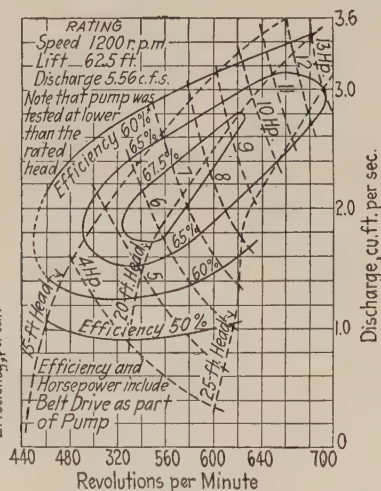 RATING
Speed 1200 r.p.m.
Lift 62.5 ft.
Discharge 5.56 c.f.s.
Note that pump was
tested at lower
than the
rated
head
Efficiency 60%
65%
67.5%
13 HP.
12
11
10 HP.
9
8
7
6
5
4 HP.
65%
60%
15-ft. Head
20-ft. Head
25-ft. Head
Efficiency 50%
Efficiency and
Horsepower include
Belt Drive as part
of Pump
3.6
3.0
2.0
1.0
0
Discharge, cu. ft. per sec.
440 480 520 560 600 640 700
Revolutions per Minute